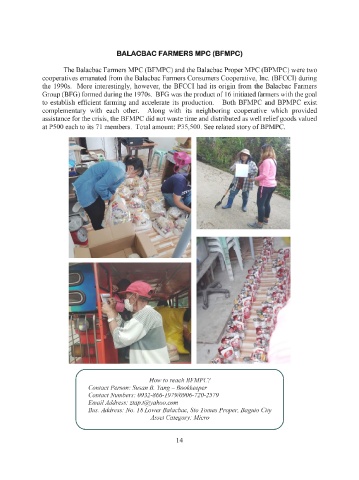 BALACBAC FARMERS MPC (BFMPC)
The Balacbac Farmers MPC (BFMPC) and the Balacbac Proper MPC (BPMPC) were two
cooperatives emanated from the Balacbac Farmers Consumers Cooperative, Inc. (BFCCI) during
the 1990s. More interestingly, however, the BFCCI had its origin from the Balacbac Farmers
Group (BFG) formed during the 1970s. BFG was the product of 16 initiated farmers with the goal
to establish efficient farming and accelerate its production. Both BFMPC and BPMPC exist
complementary with each other. Along with its neighboring cooperative which provided
assistance for the crisis, the BFMPC did not waste time and distributed as well relief goods valued
at P500 each to its 71 members. Total amount: P35,500. See related story of BPMPC.
How to reach BFMPC?
Contact Person: Susan B. Yang – Bookkeeper
Contact Numbers: 0932-866-1979/0906-720-2579
Email Address:
Bus. Address: No. 18 Lower Balacbac, Sto Tomas Proper, Baguio City
Asset Category: Micro
14